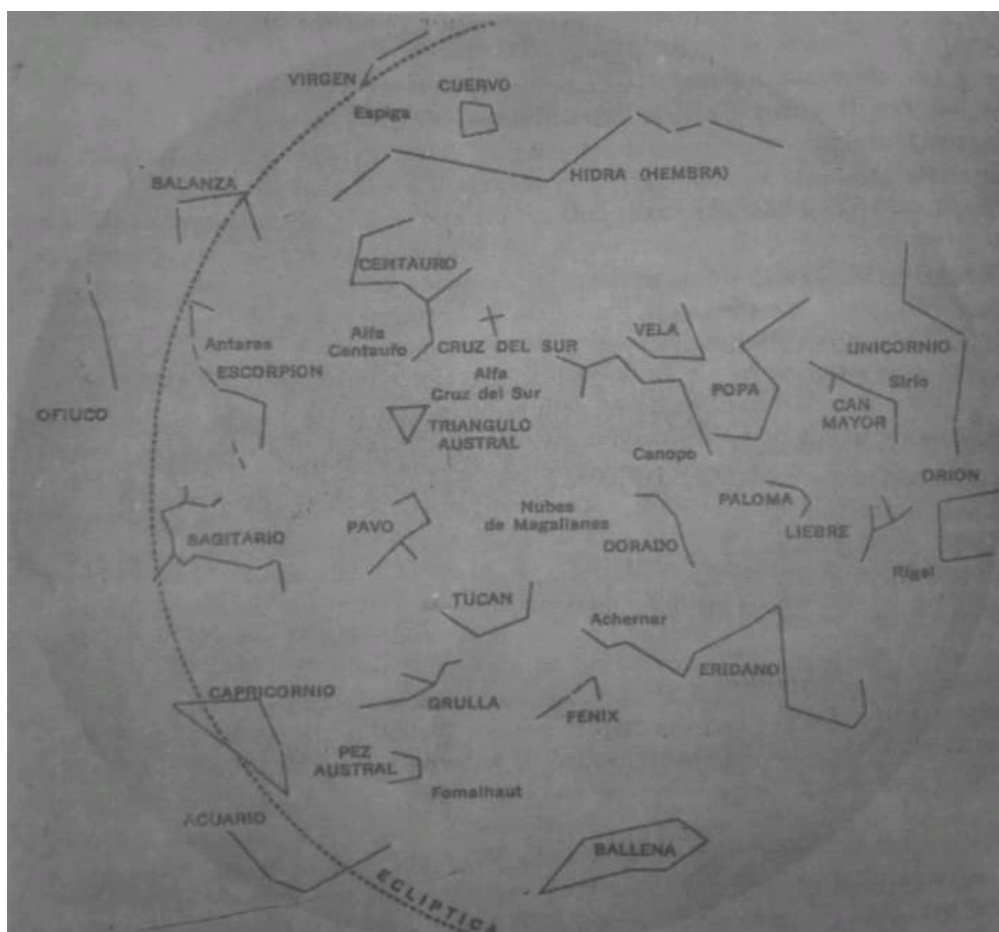 VIRGEN
CUERVO
Espiga
HIDRA (HEMBRA)
BALANZA
CENTAURO
Antares
ESCORPION
Alfa
Centauro
CRUZ DEL SUR
Alfa
Cruz del Sur
VELA
POPA
UNICORNIO
Sirio
CAN
MAYOR
OFIUCO
TRIANGULO
AUSTRAL
Canopo
ORION
SAGITARIO
PAVO
Nubes
de Magallanes
DORADO
PALOMA
LIEBRE
Rigel
TUCAN
Achernar
ERIDANO
CAPRICORNIO
GRULLA
FENIX
PEZ
AUSTRAL
Fomalhaut
ACUARIO
BALLENA
ECLIPTICA